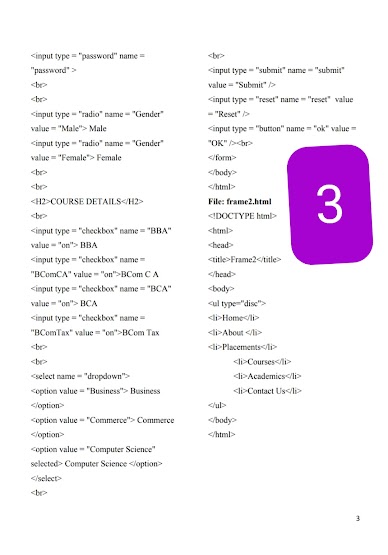 <input type = "password" name =
"password" >
<br>
<br>
<input type = "radio" name = "Gender"
value = "Male"> Male
<input type = "radio" name = "Gender"
value = "Female"> Female
<br>
<br>
<H2>COURSE DETAILS</H2>
<br>
<input type = "checkbox" name = "BBA"
value = "on"> BBA
<input type = "checkbox" name =
"BComCA" value = "on">BCom C A
<input type = "checkbox" name = "BCA"
value = "on"> BCA
<input type = "checkbox" name =
"BComTax" value = "on">BCom Tax
<br>
<br>
<select name = "dropdown">
<option value = "Business"> Business
</option>
<option value = "Commerce"> Commerce
</option>
<option value = "Computer Science"
selected> Computer Science </option>
</select>
<br>
<br>
<input type = "submit" name = "submit"
value = "Submit" />
<input type = "reset" name = "reset"  value
= "Reset" />
<input type = "button" name = "ok" value =
"OK" /><br>
</form>
</body>
</html>
File: frame2.html
<!DOCTYPE html>
<html>
<head>
<title>Frame2</title>
</head>
<body>
<ul type="disc">
<li>Home</li>
<li>About </li>
<li>Placements</li>
<li>Courses</li>
<li>Academics</li>
<li>Contact Us</li>
</ul>
</body>
</html>
3
3